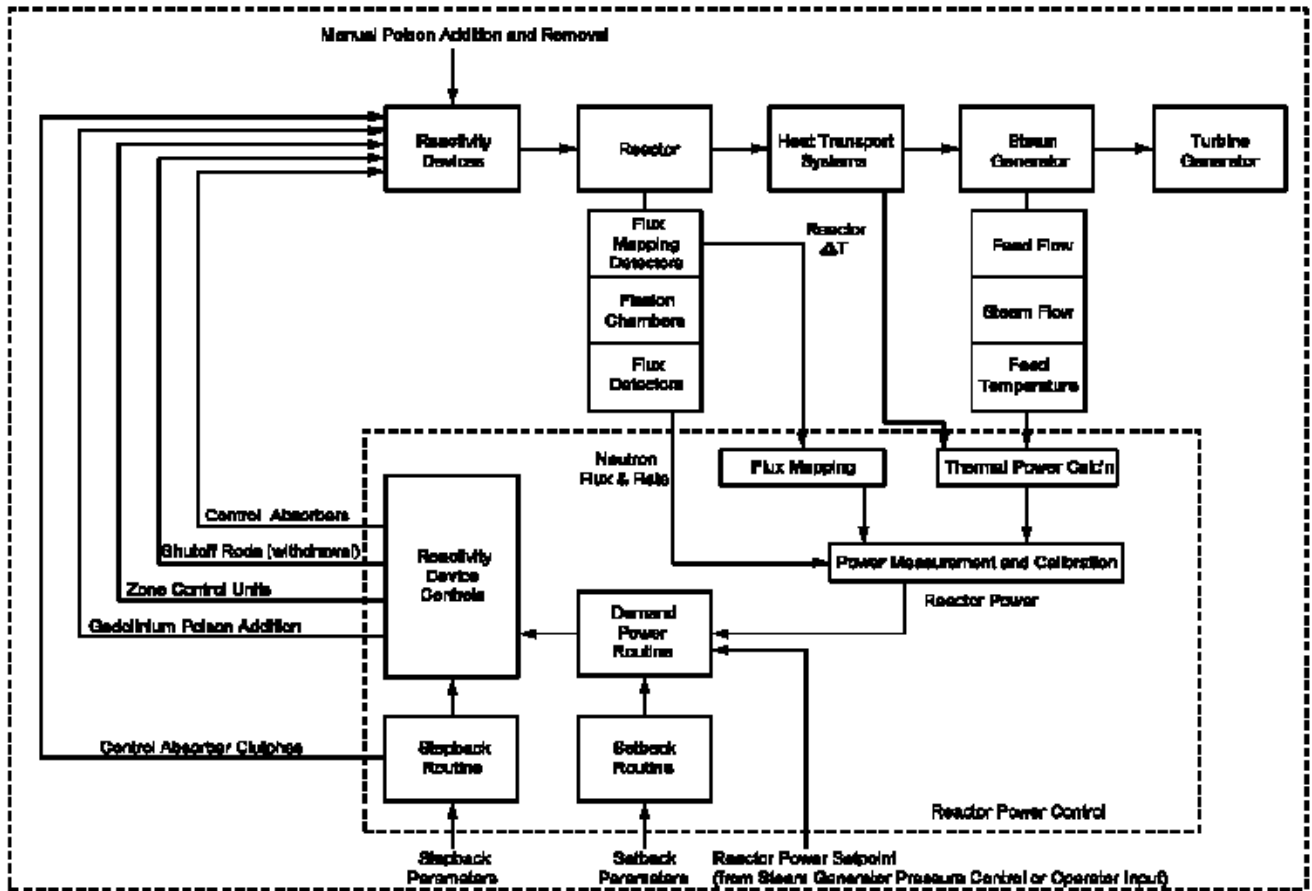 Manual Poison Addition and Removal
Reactivity
Devices
Reactor
Heat Transport
Systems
Steam
Generator
Turbine
Generator
Flux
Mapping
Detectors
Fission
Chambers
Flux
Detectors
Reactor
ΔT
Feed Flow
Steam Flow
Feed
Temperature
Neutron
Flux & Rate
Flux Mapping
Thermal Power Calc'n
Control Absorbers
Shutoff Rods (withdrawal)
Zone Control Units
Gadolinium Poison Addition
Reactivity
Device
Controls
Power Measurement and Calibration
Reactor Power
Demand
Power
Routine
Control Absorber Clutches
Stepback
Routine
Setback
Routine
Reactor Power Control
Stepback
Parameters
Setback
Parameters
Reactor Power Setpoint
(from Steam Generator Pressure Control or Operator Input)